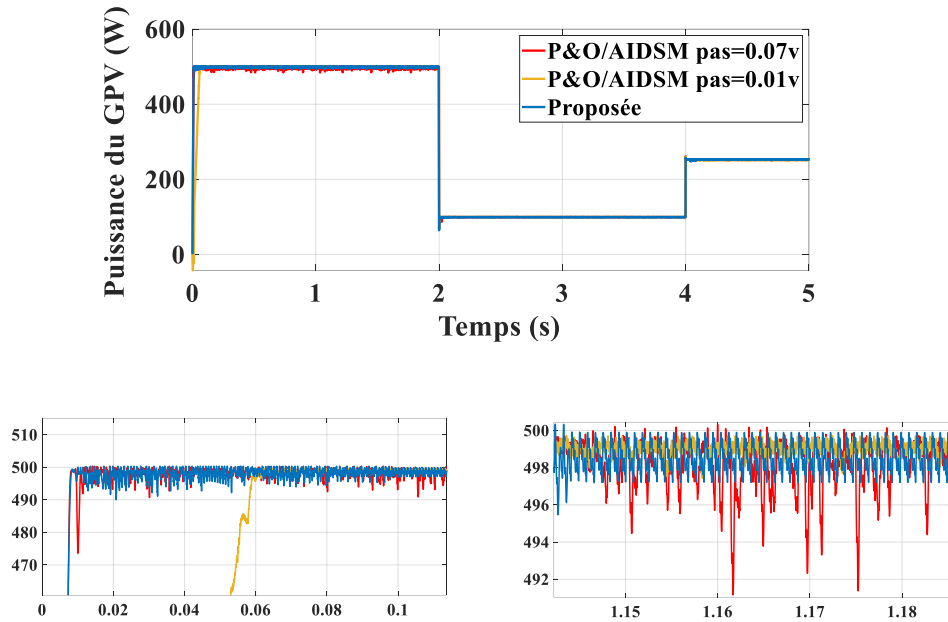 Puissance du GPV (W)
600
400
200
0
P&O/AIDSM pas=0.07v
P&O/AIDSM pas=0.01v
Proposée
0 1 2 3 4 5
Temps (s)
510
500
490
480
470
0 0.02 0.04 0.06 0.08 0.1
500
498
496
494
492
1.15 1.16 1.17 1.18